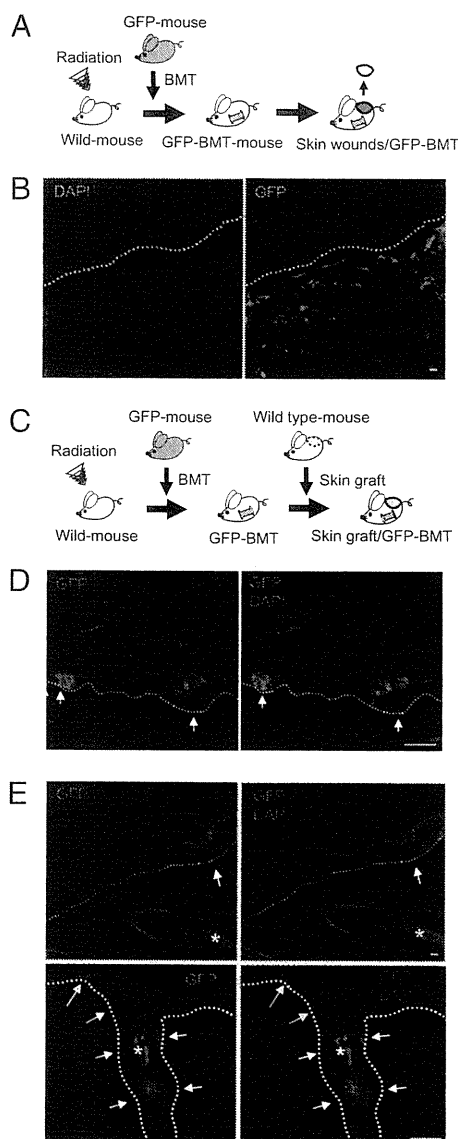 A
GFP-mouse
Radiation
BMT
Wild-mouse
GFP-BMT-mouse
Skin wounds/GFP-BMT
B
DAPI
GFP
C
GFP-mouse
Wild type-mouse
Radiation
BMT
Skin graft
Wild-mouse
GFP-BMT
Skin graft/GFP-BMT
D
GFP
GFP
DAPI
E
GFP
GFP
DAPI
*
*
GFP
*
*